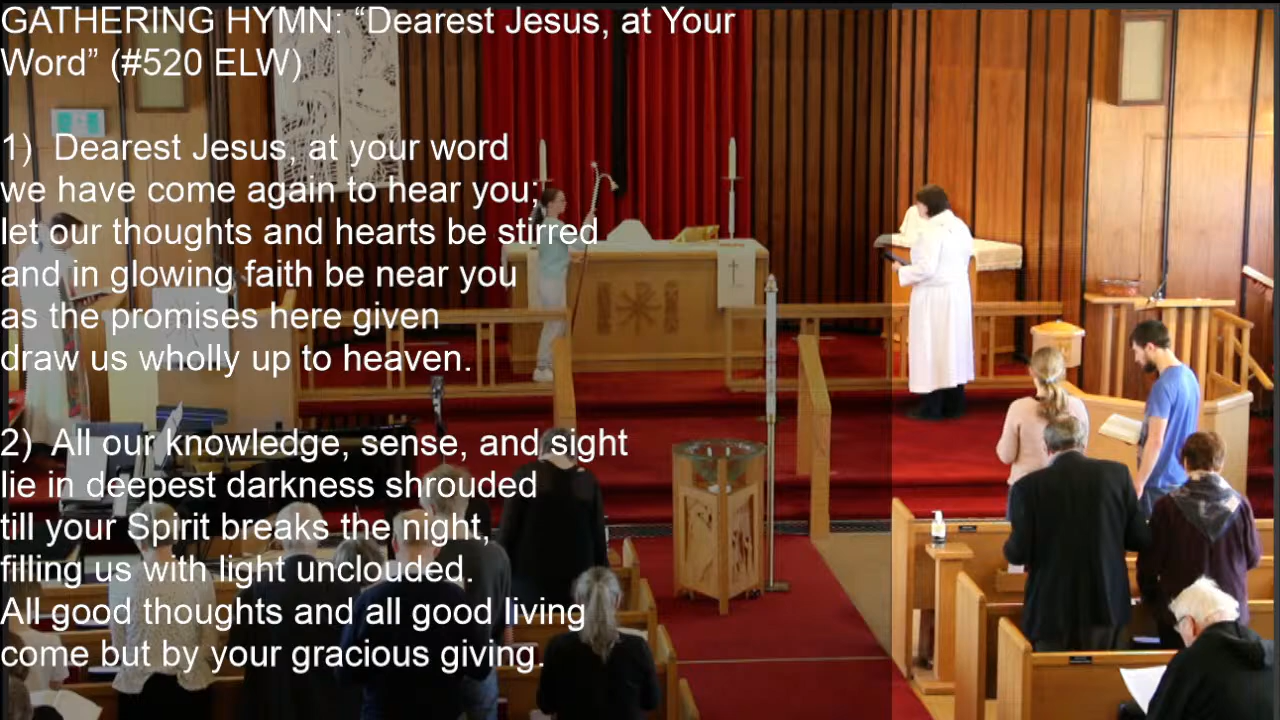 GATHERING HYMN: “Dearest Jesus, at Your
Word” (#520 ELW)
1)  Dearest Jesus, at your word
we have come again to hear you;
let our thoughts and hearts be stirred
and in glowing faith be near you
as the promises here given
draw us wholly up to heaven.
2)  All our knowledge, sense, and sight
lie in deepest darkness shrouded
till your Spirit breaks the night,
filling us with light unclouded.
All good thoughts and all good living
come but by your gracious giving.